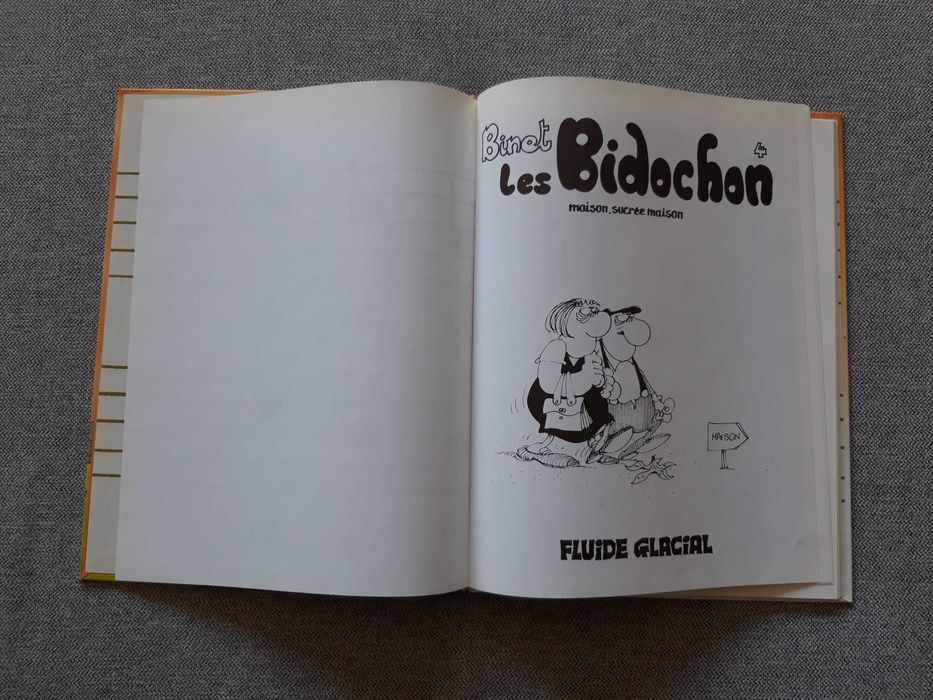 Binet
4
Les Bidochon
maison, sucrée maison
MAISON
FLUIDE GLACIAL